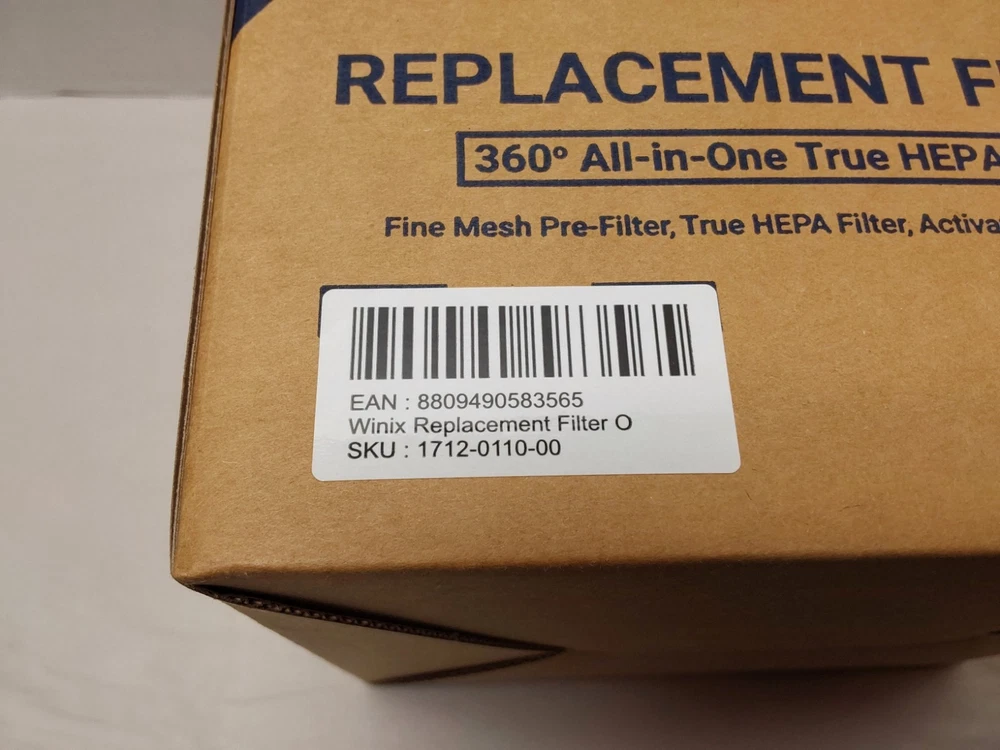 REPLACEMENT F
360° All-in-One True HEPA
Fine Mesh Pre-Filter, True HEPA Filter, Activa
EAN : 8809490583565
Winix Replacement Filter O
SKU : 1712-0110-00